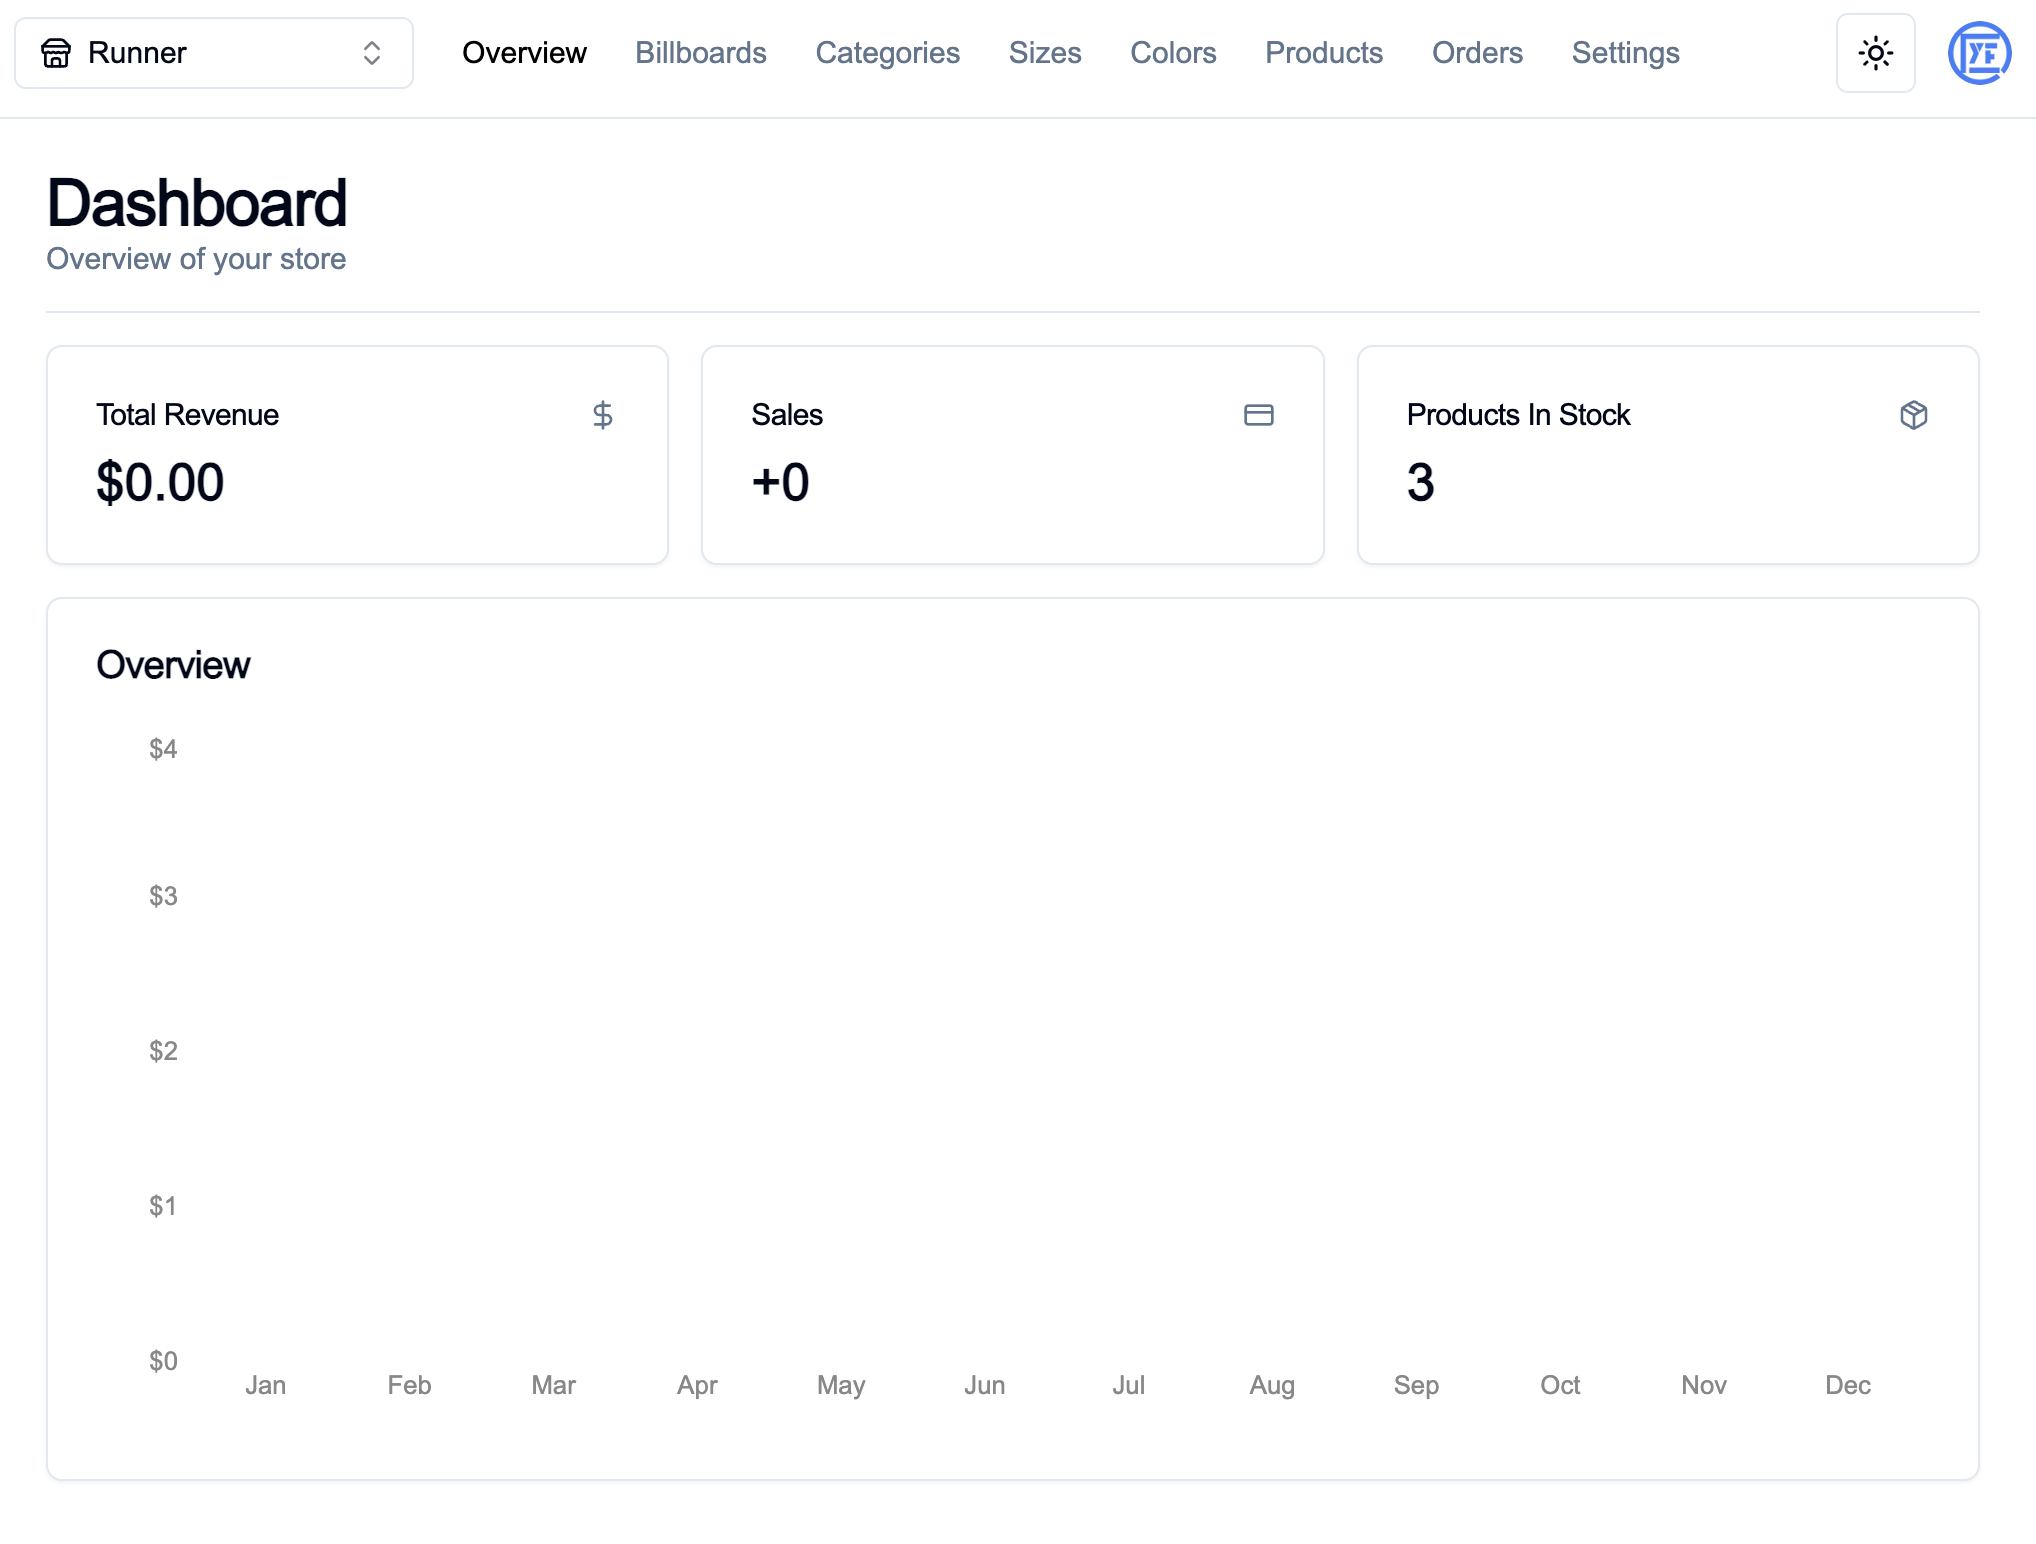 Runner Overview Billboards Categories Sizes Colors Products Orders Settings YF
Dashboard
Overview of your store
Total Revenue
$0.00
Sales
+0
Products In Stock
3
Overview
$4
$3
$2
$1
$0
Jan Feb Mar Apr May Jun Jul Aug Sep Oct Nov Dec